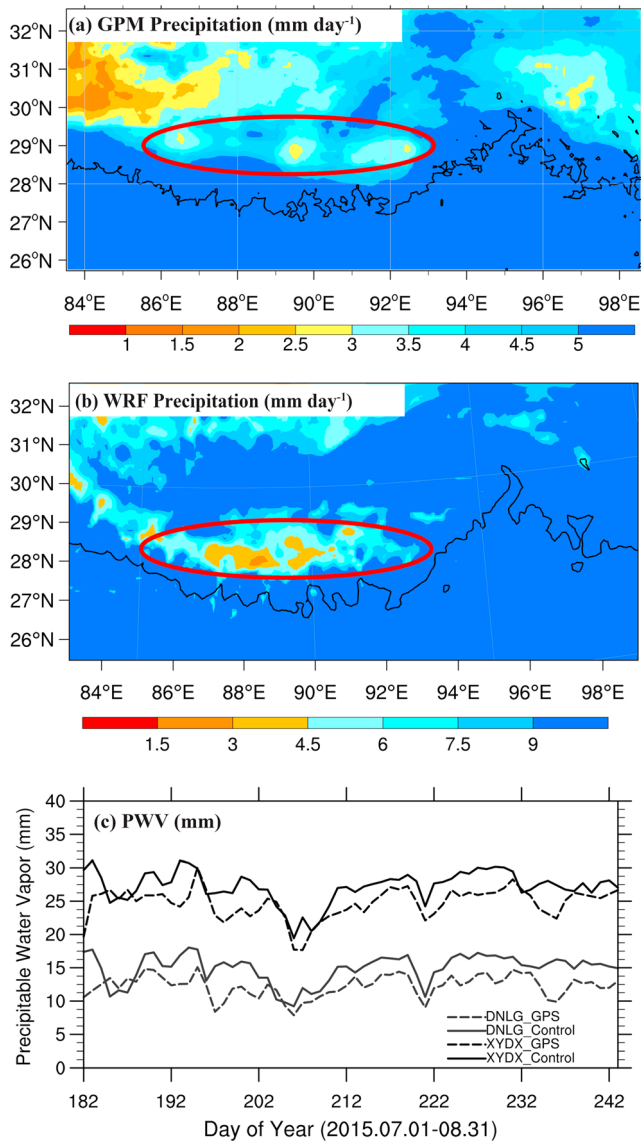 (a) GPM Precipitation (mm day-1)
32°N
31°N
30°N
29°N
28°N
27°N
26°N
84°E 86°E 88°E 90°E 92°E 94°E 96°E 98°E
1 1.5 2 2.5 3 3.5 4 4.5 5
(b) WRF Precipitation (mm day-1)
32°N
31°N
30°N
29°N
28°N
27°N
26°N
84°E 86°E 88°E 90°E 92°E 94°E 96°E 98°E
1.5 3 4.5 6 7.5 9
(c) PWV (mm)
Precipitable Water Vapor (mm)
40
35
30
25
20
15
10
5
0
DNLG_GPS
DNLG_Control
XYDX_GPS
XYDX_Control
182 192 202 212 222 232 242
Day of Year (2015.07.01-08.31)